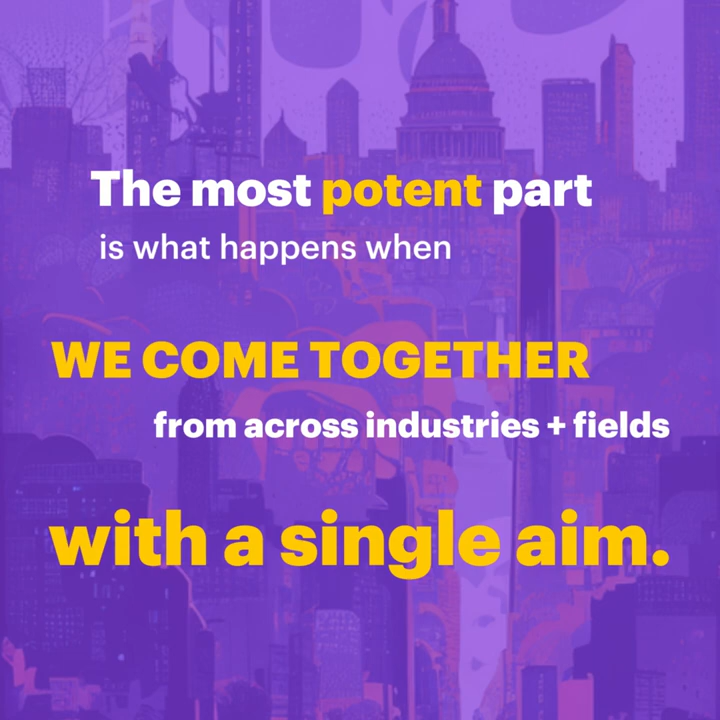 The most potent part
is what happens when
WE COME TOGETHER
from across industries + fields
with a single aim.